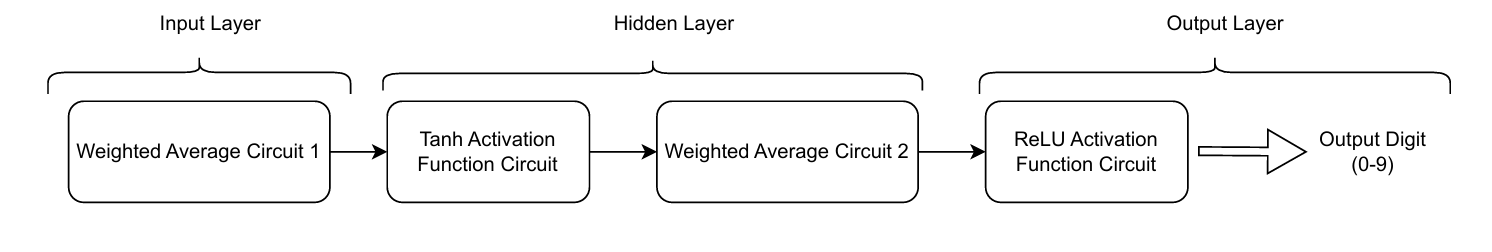 Input Layer
Hidden Layer
Output Layer
Weighted Average Circuit 1
Tanh Activation
Function Circuit
Weighted Average Circuit 2
ReLU Activation
Function Circuit
Output Digit
(0-9)